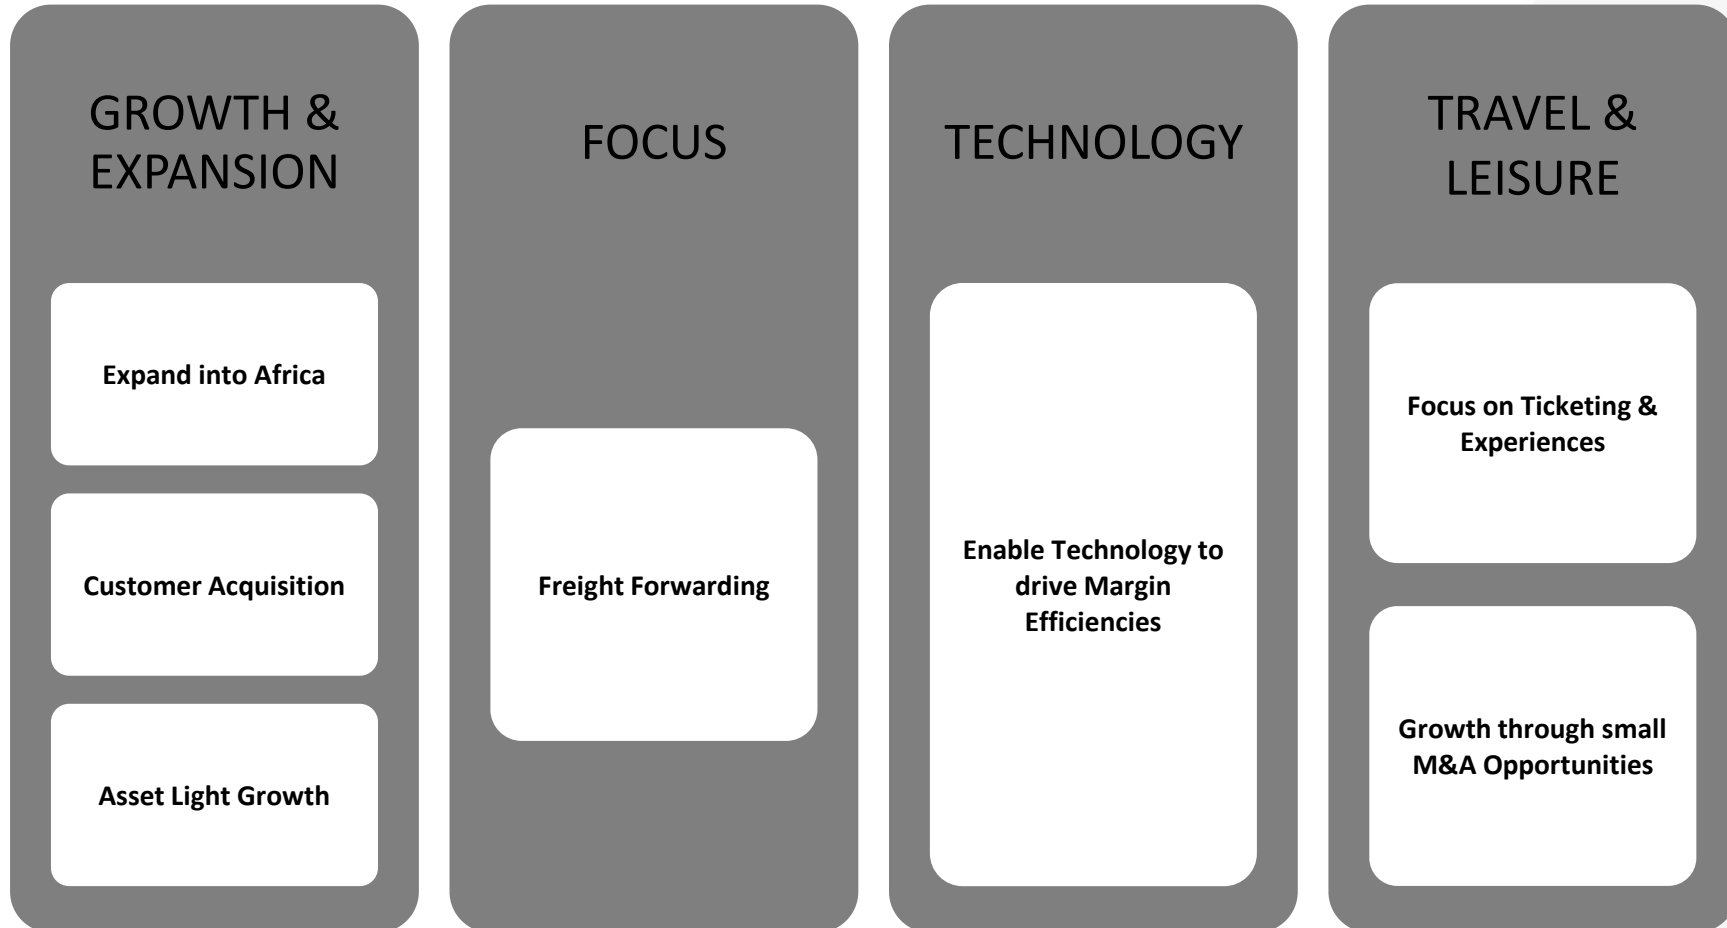 GROWTH &
EXPANSION
Expand into Africa
Customer Acquisition
Asset Light Growth
FOCUS
Freight Forwarding
TECHNOLOGY
Enable Technology to
drive Margin
Efficiencies
TRAVEL &
LEISURE
Focus on Ticketing &
Experiences
Growth through small
M&A Opportunities